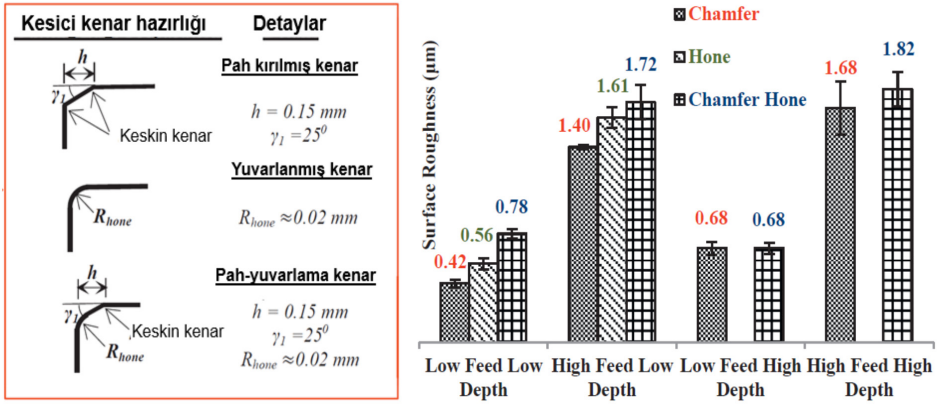 Kesici kenar hazırlığı
Detaylar
h
γ1
Keskin kenar
Pah kırılmış kenar
h = 0.15 mm
γ1 =25⁰
Rhone
Yuvarlanmış kenar
Rhone ≈0.02 mm
h
γ1
Keskin kenar
Rhone
Pah-yuvarlama kenar
h = 0.15 mm
γ1 =25⁰
Rhone ≈0.02 mm
Surface Roughness (µm)
Chamfer
Hone
Chamfer Hone
0.42
0.56
0.78
1.40
1.61
1.72
0.68
0.68
1.68
1.82
Low Feed Low
Depth
High Feed Low
Depth
Low Feed High
Depth
High Feed High
Depth